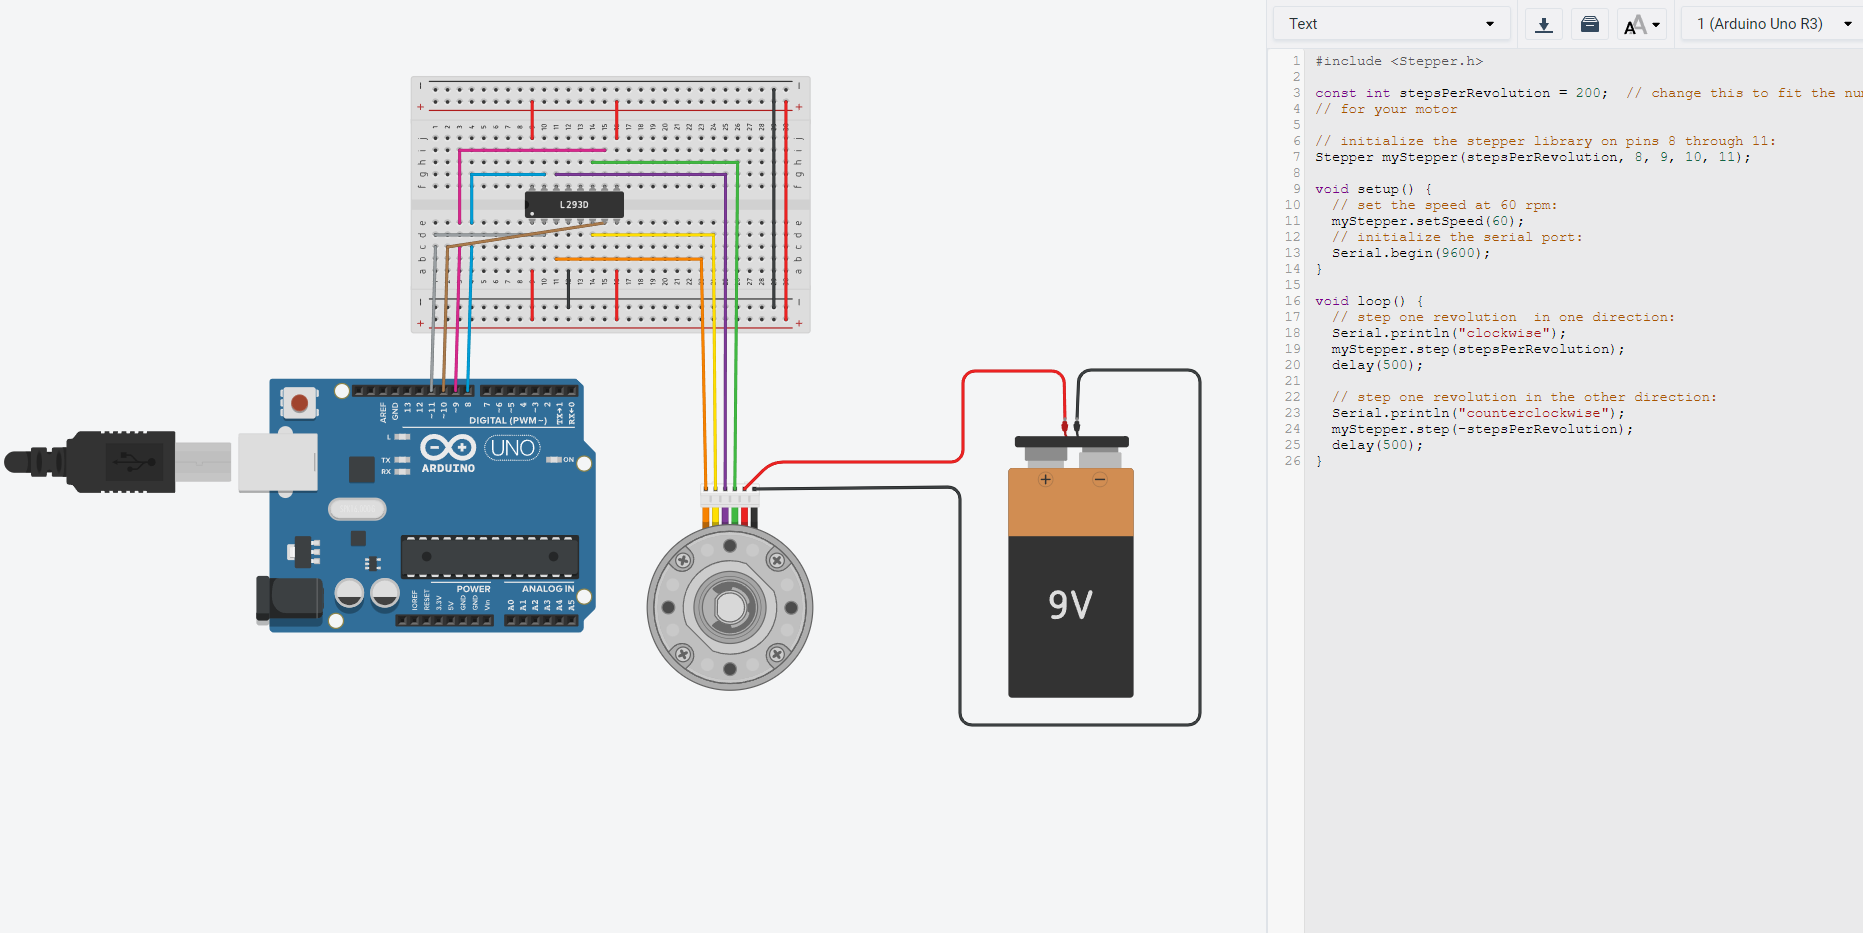 Text
1 (Arduino Uno R3)
1 #include <Stepper.h>
2
3 const int stepsPerRevolution = 200;  // change this to fit the nu
4 // for your motor
5
6 // initialize the stepper library on pins 8 through 11:
7 Stepper myStepper(stepsPerRevolution, 8, 9, 10, 11);
8
9 void setup() {
10   // set the speed at 60 rpm:
11   myStepper.setSpeed(60);
12   // initialize the serial port:
13   Serial.begin(9600);
14 }
15
16 void loop() {
17   // step one revolution  in one direction:
18   Serial.println("clockwise");
19   myStepper.step(stepsPerRevolution);
20   delay(500);
21
22   // step one revolution in the other direction:
23   Serial.println("counterclockwise");
24   myStepper.step(-stepsPerRevolution);
25   delay(500);
26 }
L293D
AREF GND 13 12 ~11 ~10 ~9 8 7 ~6 ~5 4 ~3 2 TX→1 RX←0
DIGITAL (PWM~)
L
TX
RX
ARDUINO
UNO
ON
POWER
ANALOG IN
IOREF RESET 3.3V 5V GND GND Vin A0 A1 A2 A3 A4 A5
+ −
9V